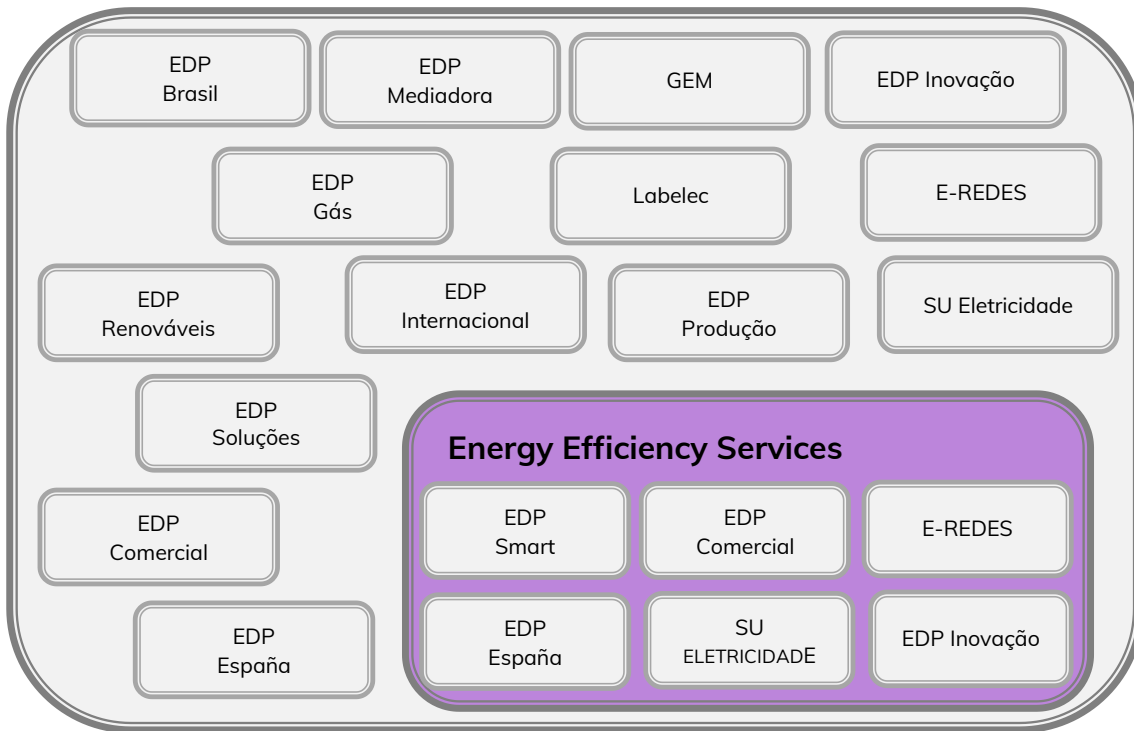 EDP
Brasil
EDP
Mediadora
GEM
EDP Inovação
EDP
Gás
Labelec
E-REDES
EDP
Renováveis
EDP
Internacional
EDP
Produção
SU Eletricidade
EDP
Soluções
Energy Efficiency Services
EDP
Comercial
EDP
Smart
EDP
Comercial
E-REDES
EDP
España
EDP
España
SU
ELETRICIDADE
EDP Inovação